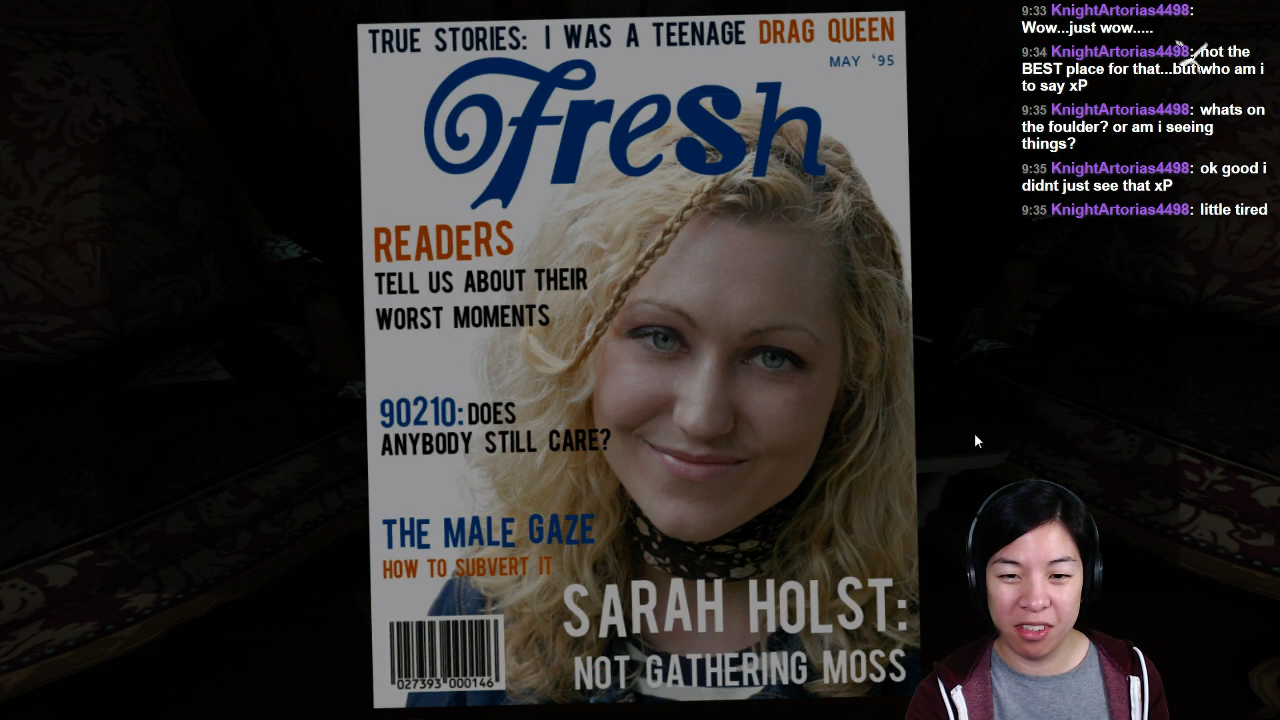 TRUE STORIES: I WAS A TEENAGE DRAG QUEEN
MAY '95
Fresh
READERS
TELL US ABOUT THEIR
WORST MOMENTS
90210: DOES
ANYBODY STILL CARE?
THE MALE GAZE
HOW TO SUBVERT IT
SARAH HOLST:
NOT GATHERING MOSS
027393 000146
9:33 KnightArtorias4498:
Wow...just wow.....
9:34 KnightArtorias4498: not the
BEST place for that...but who am i
to say xP
9:35 KnightArtorias4498: whats on
the foulder? or am i seeing
things?
9:35 KnightArtorias4498: ok good i
didnt just see that xP
9:35 KnightArtorias4498: little tired